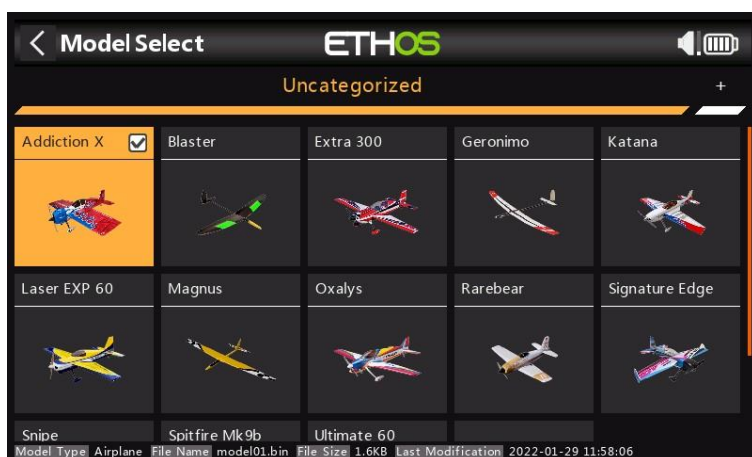 Model Select ETHOS
Uncategorized +
Addiction X Blaster Extra 300 Geronimo Katana
Laser EXP 60 Magnus Oxalys Rarebear Signature Edge
Snipe Spitfire Mk9b Ultimate 60
Model Type Airplane File Name model01.bin File Size 1.6KB Last Modification 2022-01-29 11:58:06